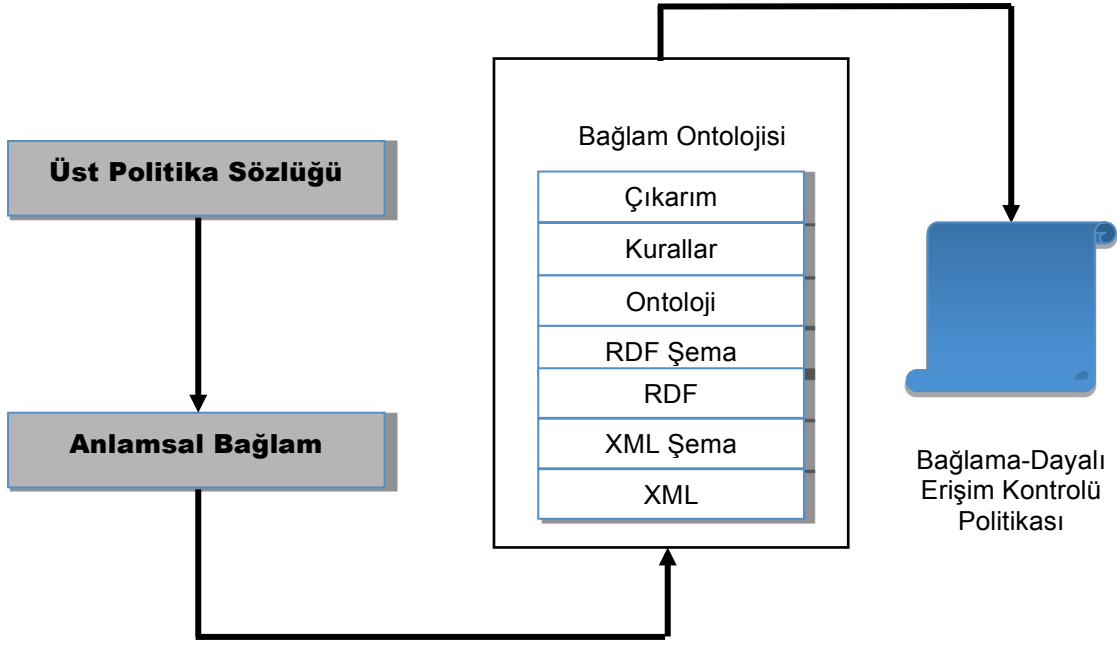 Üst Politika Sözlüğü
Anlamsal Bağlam
Bağlam Ontolojisi
Çıkarım
Kurallar
Ontoloji
RDF Şema
RDF
XML Şema
XML
Bağlama-Dayalı
Erişim Kontrolü
Politikası